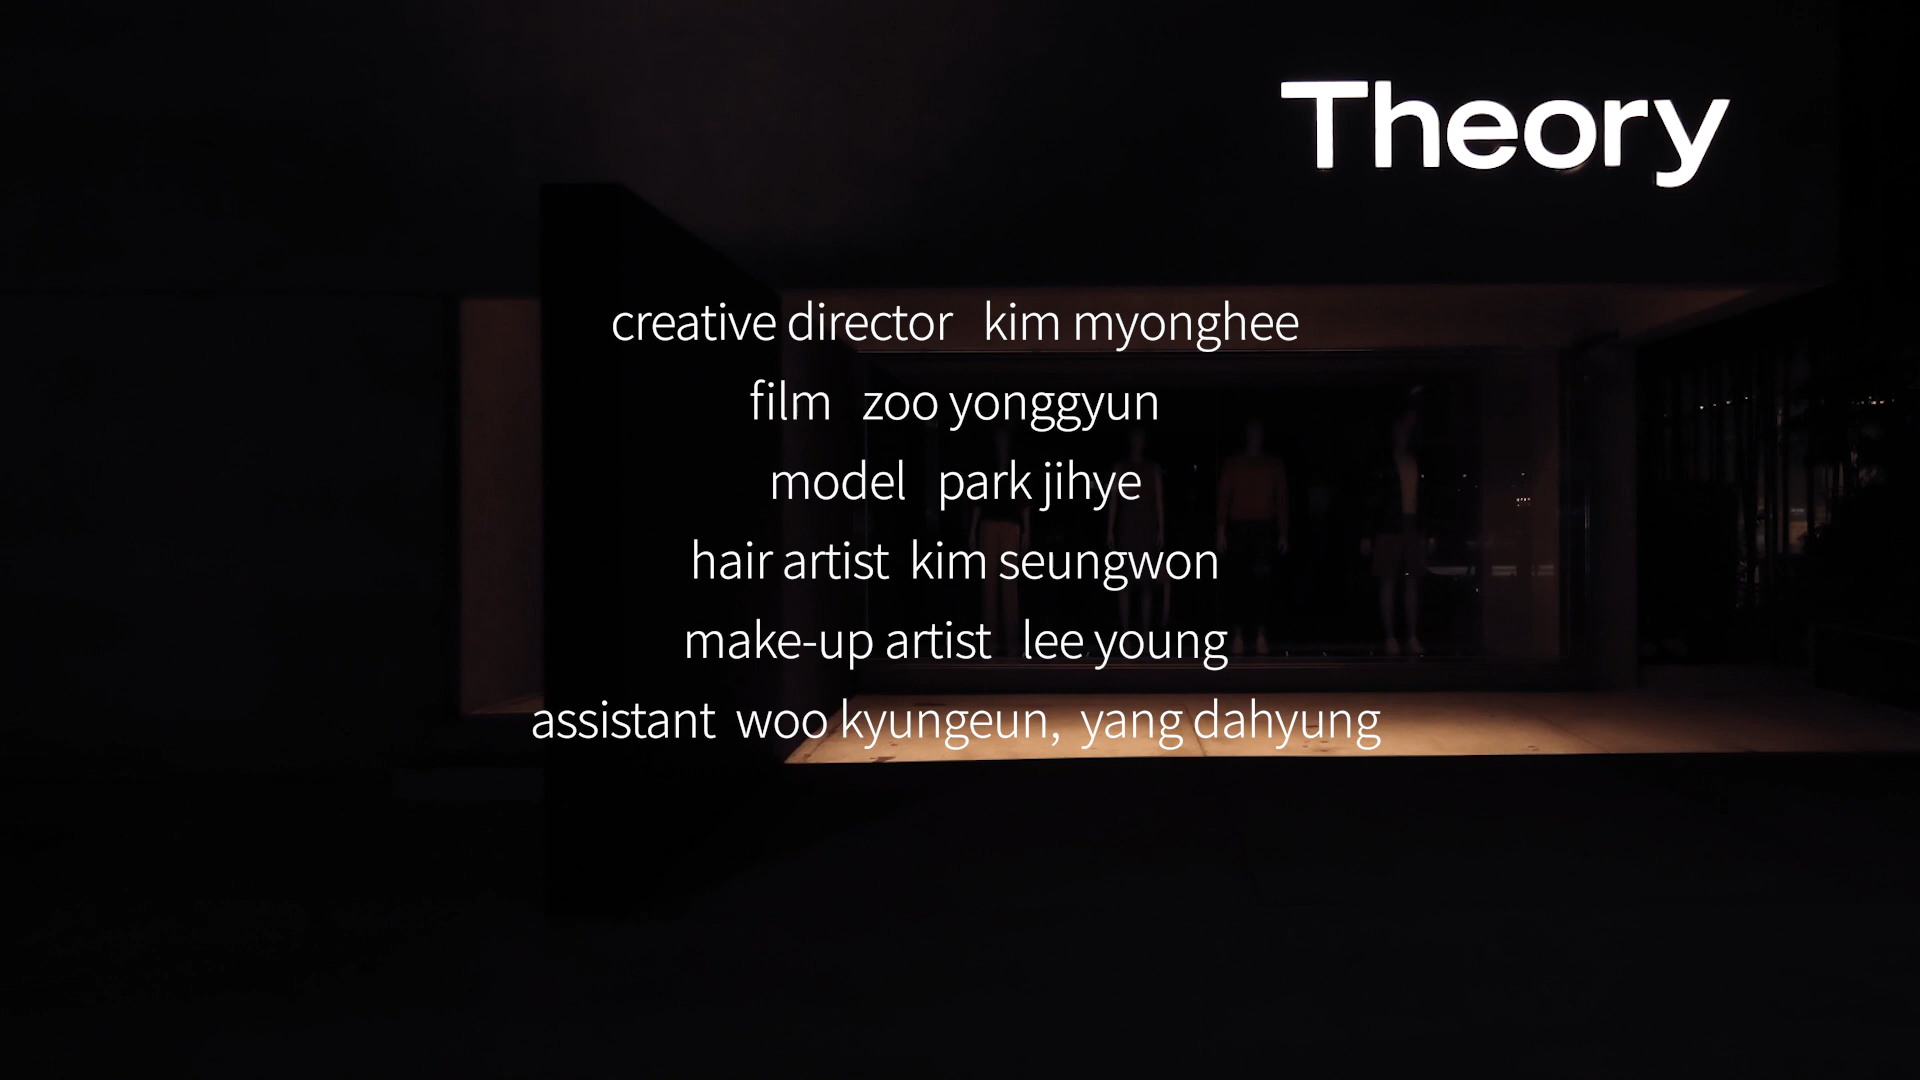 Theory
creative director kim myonghee
film zoo yonggyun
model park jihye
hair artist kim seungwon
make-up artist lee young
assistant woo kyungeun, yang dahyung